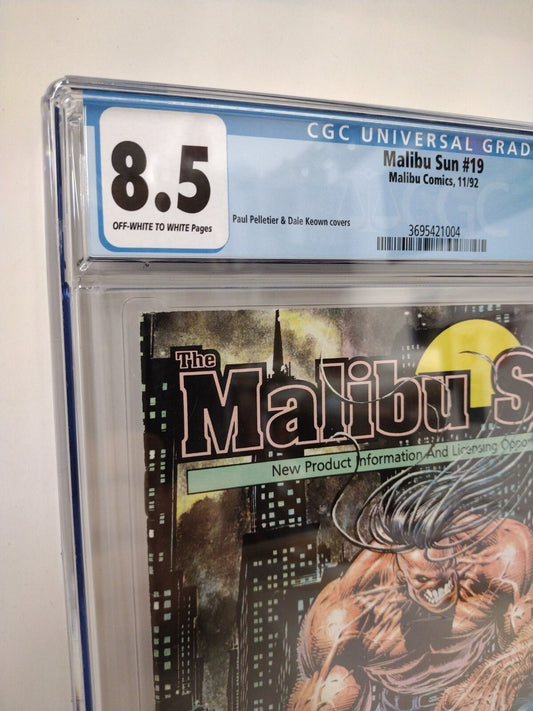 CGC UNIVERSAL GRAD
8.5
OFF-WHITE TO WHITE Pages
Malibu Sun #19
Malibu Comics, 11/92
Paul Pelletier & Dale Keown covers
3695421004
The
Malibu S
New Product Information And Licensing Oppo